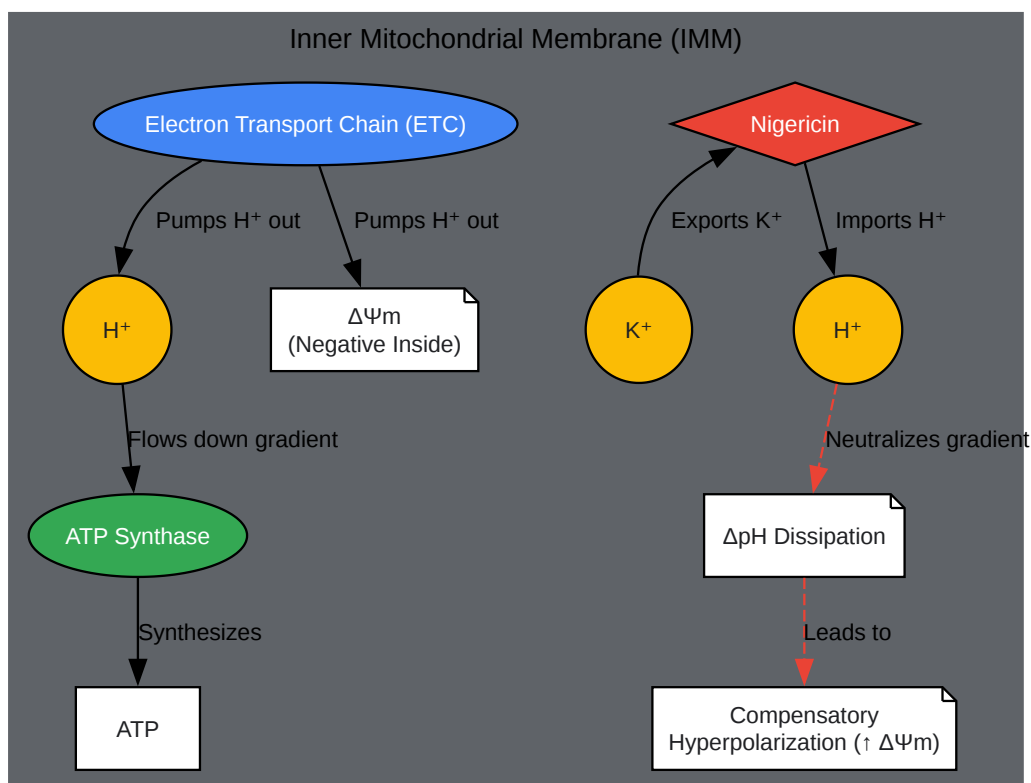 Inner Mitochondrial Membrane (IMM)
Electron Transport Chain (ETC)
Nigericin
Pumps H⁺ out
Pumps H⁺ out
Exports K⁺
Imports H⁺
H⁺
ΔΨm
(Negative Inside)
K⁺
H⁺
Flows down gradient
Neutralizes gradient
ATP Synthase
ΔpH Dissipation
Synthesizes
Leads to
ATP
Compensatory
Hyperpolarization (↑ ΔΨm)